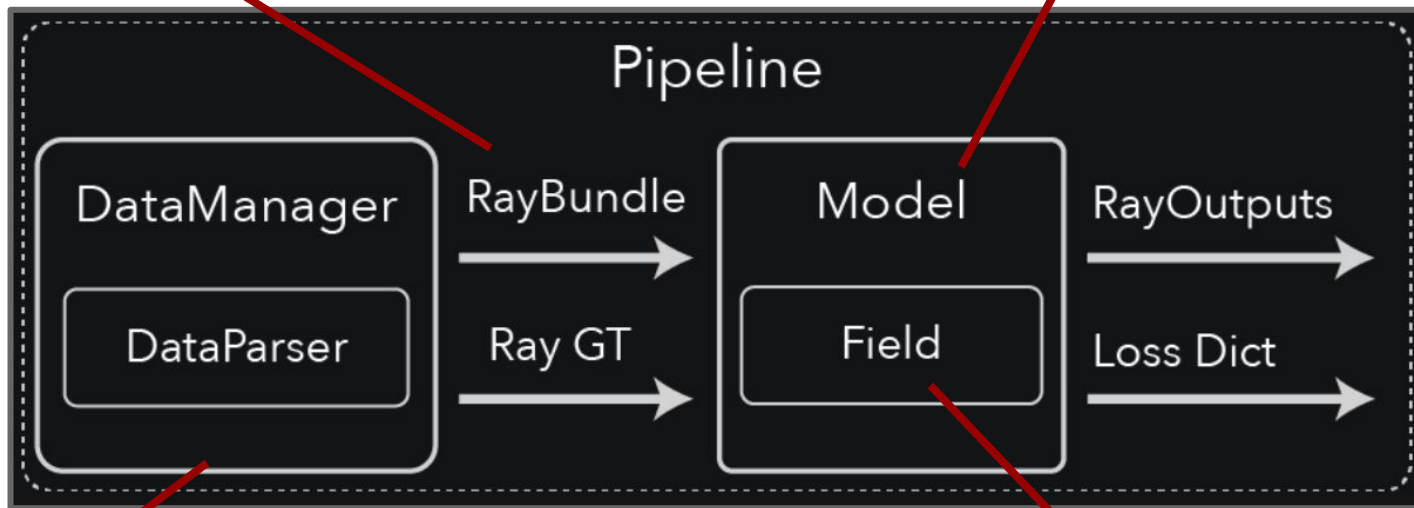 Pipeline
DataManager
DataParser
RayBundle
Ray GT
Model
Field
RayOutputs
Loss Dict